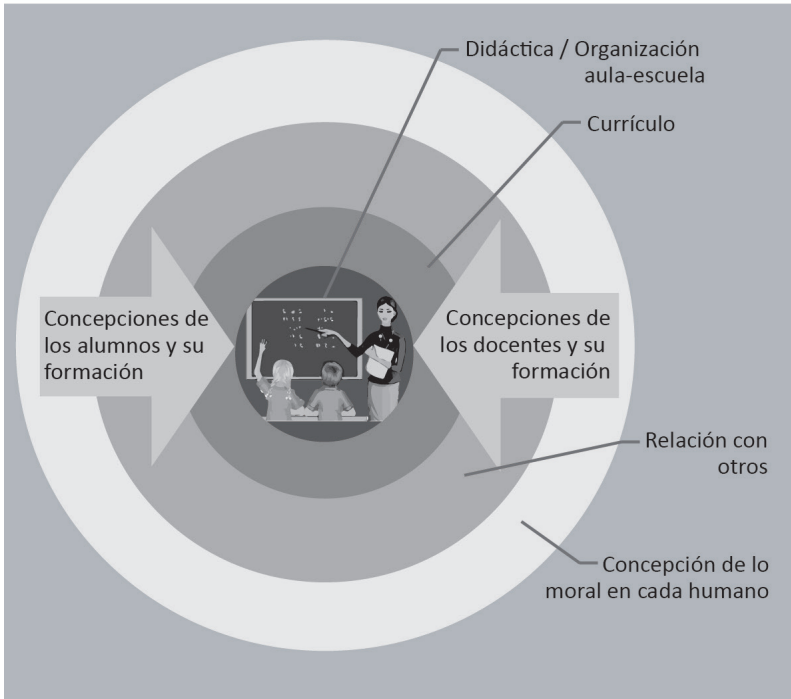 Didáctica / Organización
aula-escuela
Currículo
Concepciones de
los alumnos y su
formación
Concepciones de
los docentes y su
formación
Relación con
otros
Concepción de lo
moral en cada humano